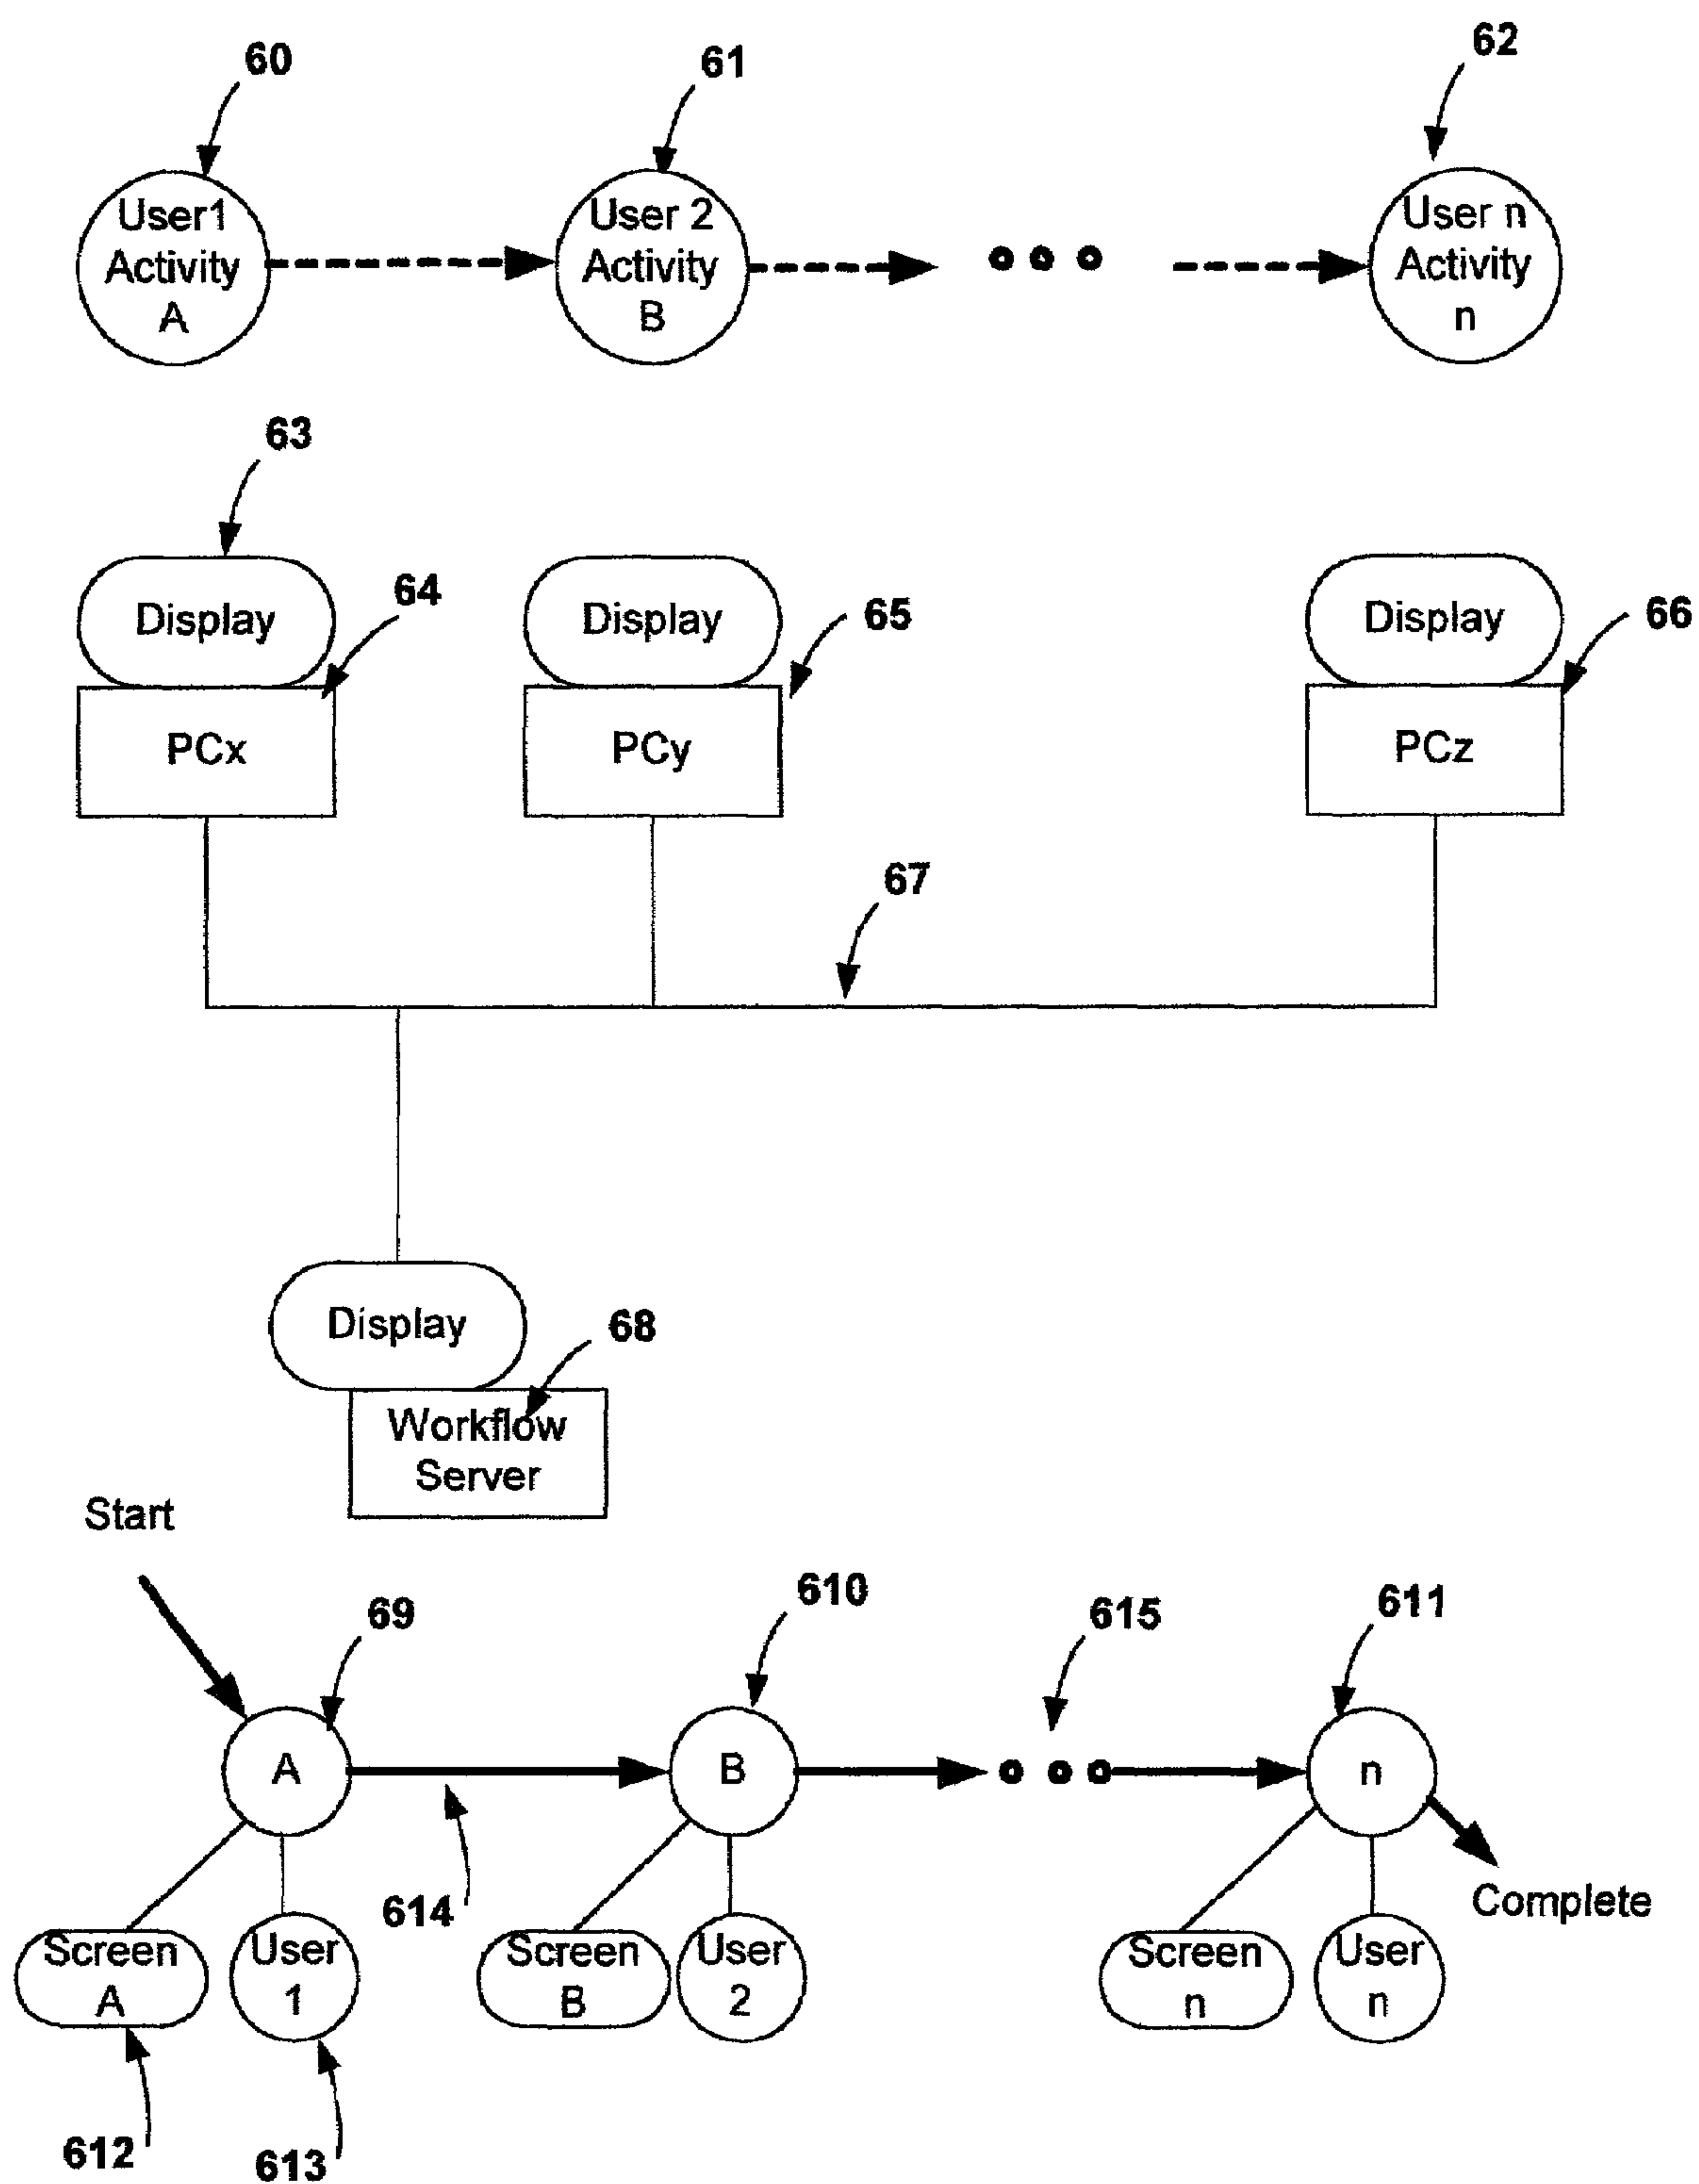 60
61
62
User1
Activity
A
User 2
Activity
B
User n
Activity
n
63
64
65
66
Display
Display
Display
PCx
PCy
PCz
67
Display
68
Workflow
Server
Start
69
610
615
611
A
B
n
614
Complete
Screen
A
User
1
Screen
B
User
2
Screen
n
User
n
612
613